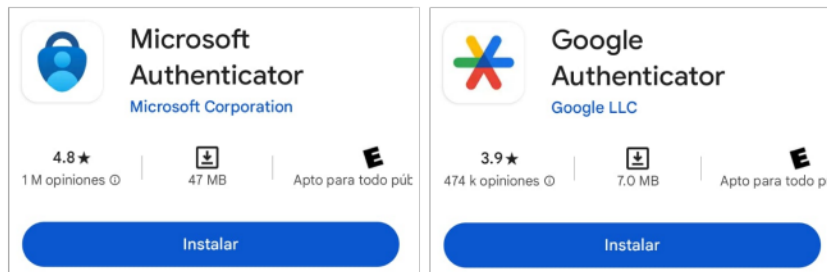 Microsoft
Authenticator
Microsoft Corporation
4.8★
1 M opiniones ⓘ
47 MB
E
Apto para todo púb
Instalar
Google
Authenticator
Google LLC
3.9★
474 k opiniones ⓘ
7.0 MB
E
Apto para todo p
Instalar